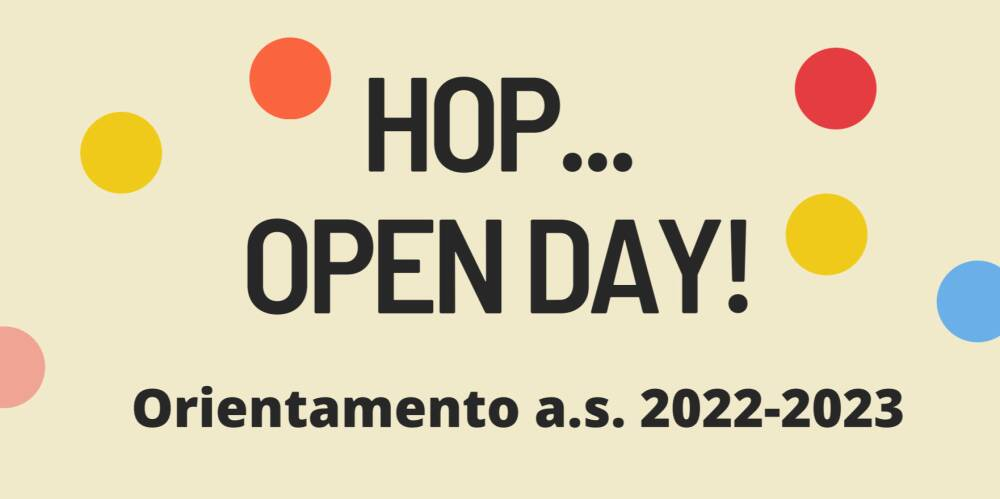 HOP...
OPEN DAY!
Orientamento a.s. 2022-2023